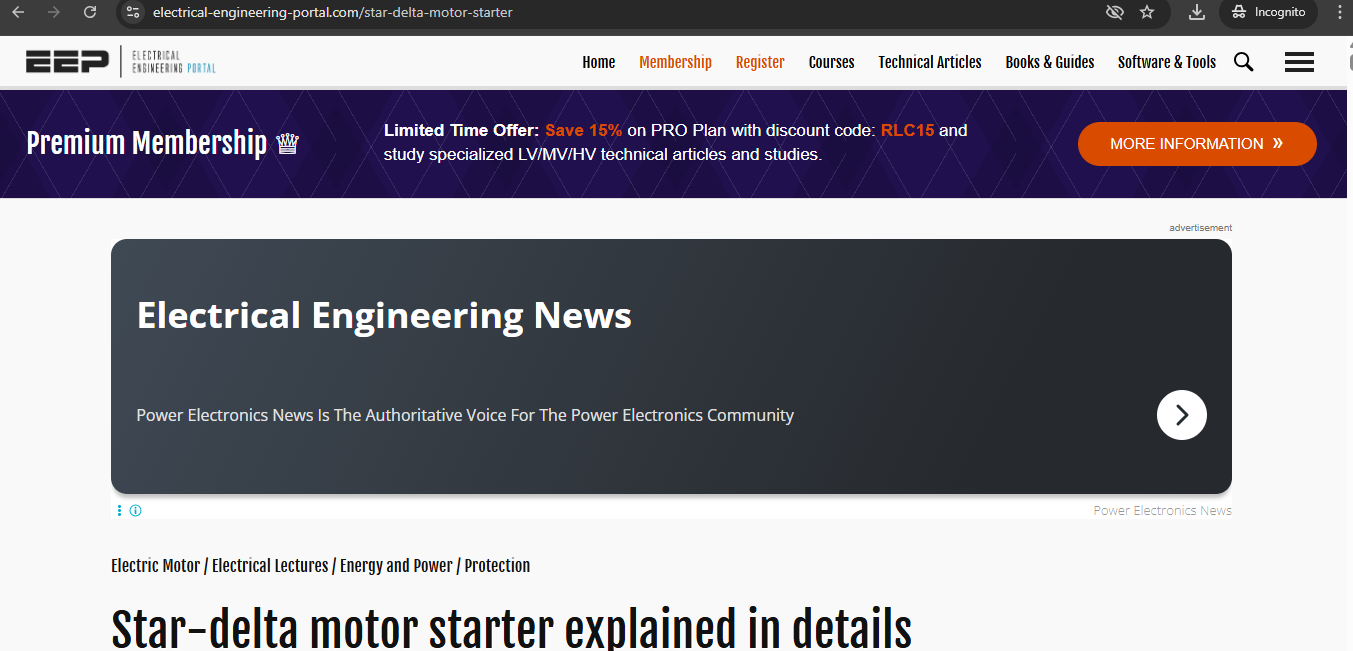 electrical-engineering-portal.com/star-delta-motor-starter
Incognito
EEP
ELECTRICAL
ENGINEERING PORTAL
Home Membership Register Courses Technical Articles Books & Guides Software & Tools
Premium Membership
Limited Time Offer: Save 15% on PRO Plan with discount code: RLC15 and
study specialized LV/MV/HV technical articles and studies.
MORE INFORMATION »
advertisement
Electrical Engineering News
Power Electronics News Is The Authoritative Voice For The Power Electronics Community
Power Electronics News
Electric Motor / Electrical Lectures / Energy and Power / Protection
Star-delta motor starter explained in details